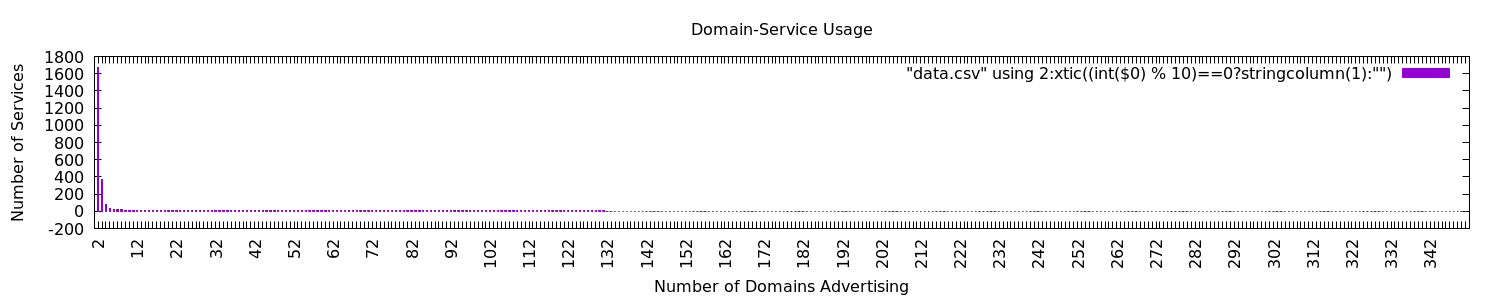 Domain-Service Usage
"data.csv" using 2:xtic((int($0) % 10)==0?stringcolumn(1):"")
Number of Services
1800
1600
1400
1200
1000
800
600
400
200
0
-200
2 12 22 32 42 52 62 72 82 92 102 112 122 132 142 152 162 172 182 192 202 212 222 232 242 252 262 272 282 292 302 312 322 332 342
Number of Domains Advertising